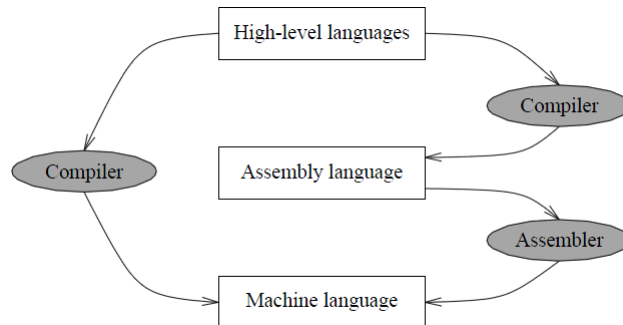 High-level languages
Compiler
Compiler
Assembly language
Assembler
Machine language